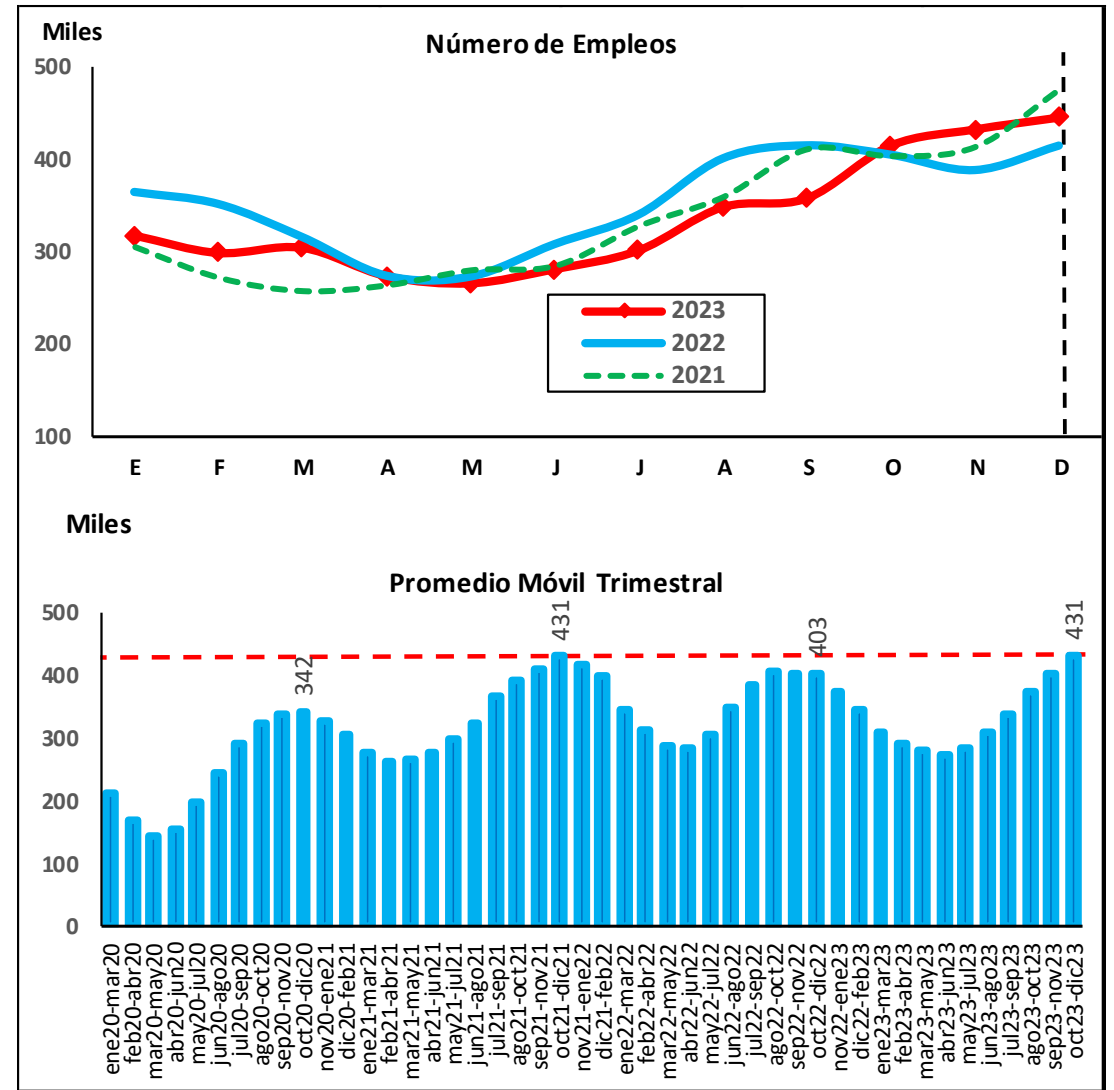 Miles
Número de Empleos
500
400
300
200
100
E F M A M J J A S O N D
2023
2022
2021
Miles
Promedio Móvil Trimestral
500
400
300
200
100
0
342
431
403
431
ene20-mar20
feb20-abr20
mar20-may20
abr20-jun20
may20-jul20
jun20-ago20
jul20-sep20
ago20-oct20
sep20-nov20
oct20-dic20
nov20-ene21
dic20-feb21
ene21-mar21
feb21-abr21
mar21-may21
abr21-jun21
may21-jul21
jun21-ago21
jul21-sep21
ago21-oct21
sep21-nov21
oct21-dic21
nov21-ene22
dic21-feb22
ene22-mar22
feb22-abr22
mar22-may22
abr22-jun22
may22-jul22
jun22-ago22
jul22-sep22
ago22-oct22
sep22-nov22
oct22-dic22
nov22-ene23
dic22-feb23
ene23-mar23
feb23-abr23
mar23-may23
abr23-jun23
may23-jul23
jun23-ago23
jul23-sep23
ago23-oct23
sep23-nov23
oct23-dic23